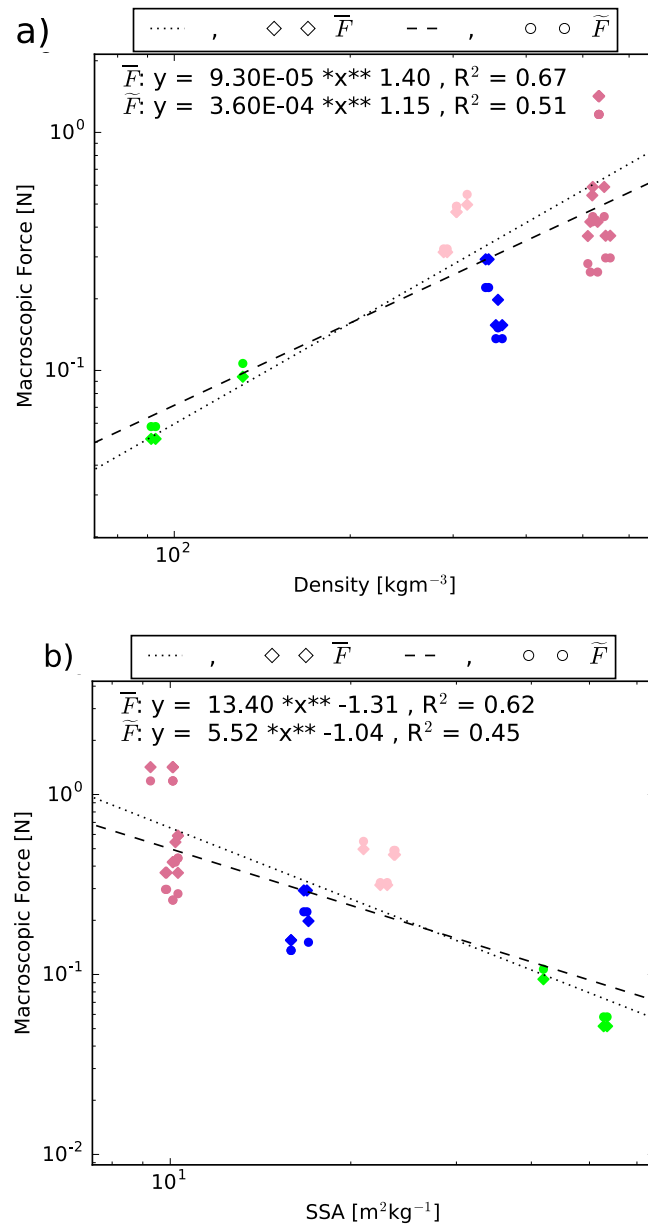 a)
, F̅ , F̃
F̅: y = 9.30E-05 *x** 1.40 , R² = 0.67
F̃: y = 3.60E-04 *x** 1.15 , R² = 0.51
10⁰
10⁻¹
Macroscopic Force [N]
10²
Density [kgm⁻³]
b)
, F̅ , F̃
F̅: y = 13.40 *x** -1.31 , R² = 0.62
F̃: y = 5.52 *x** -1.04 , R² = 0.45
10⁰
10⁻¹
10⁻²
Macroscopic Force [N]
10¹
SSA [m²kg⁻¹]